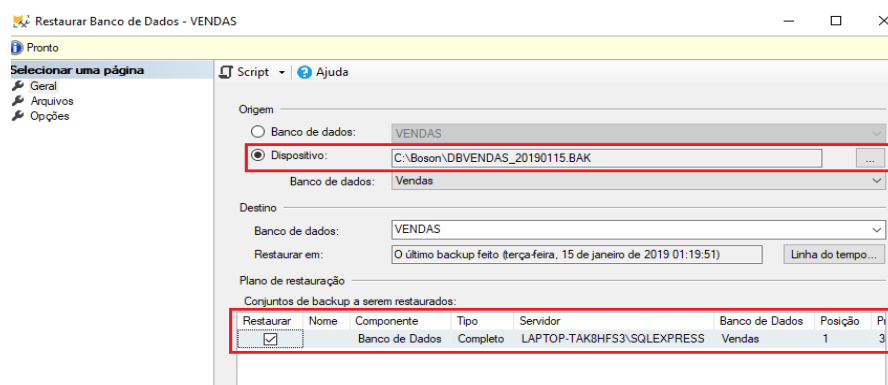 Restaurar Banco de Dados - VENDAS
Pronto
Selecionar uma página
Geral
Arquivos
Opções
Script Ajuda
Origem
Banco de dados: VENDAS
Dispositivo: C:\Boson\DBVENDAS_20190115.BAK ...
Banco de dados: Vendas
Destino
Banco de dados: VENDAS
Restaurar em: O último backup feito (terça-feira, 15 de janeiro de 2019 01:19:51) Linha do tempo...
Plano de restauração
Conjuntos de backup a serem restaurados:
Restaurar Nome Componente Tipo Servidor Banco de Dados Posição
Banco de Dados Completo LAPTOP-TAK8HFS3\SQLEXPRESS Vendas 1 3